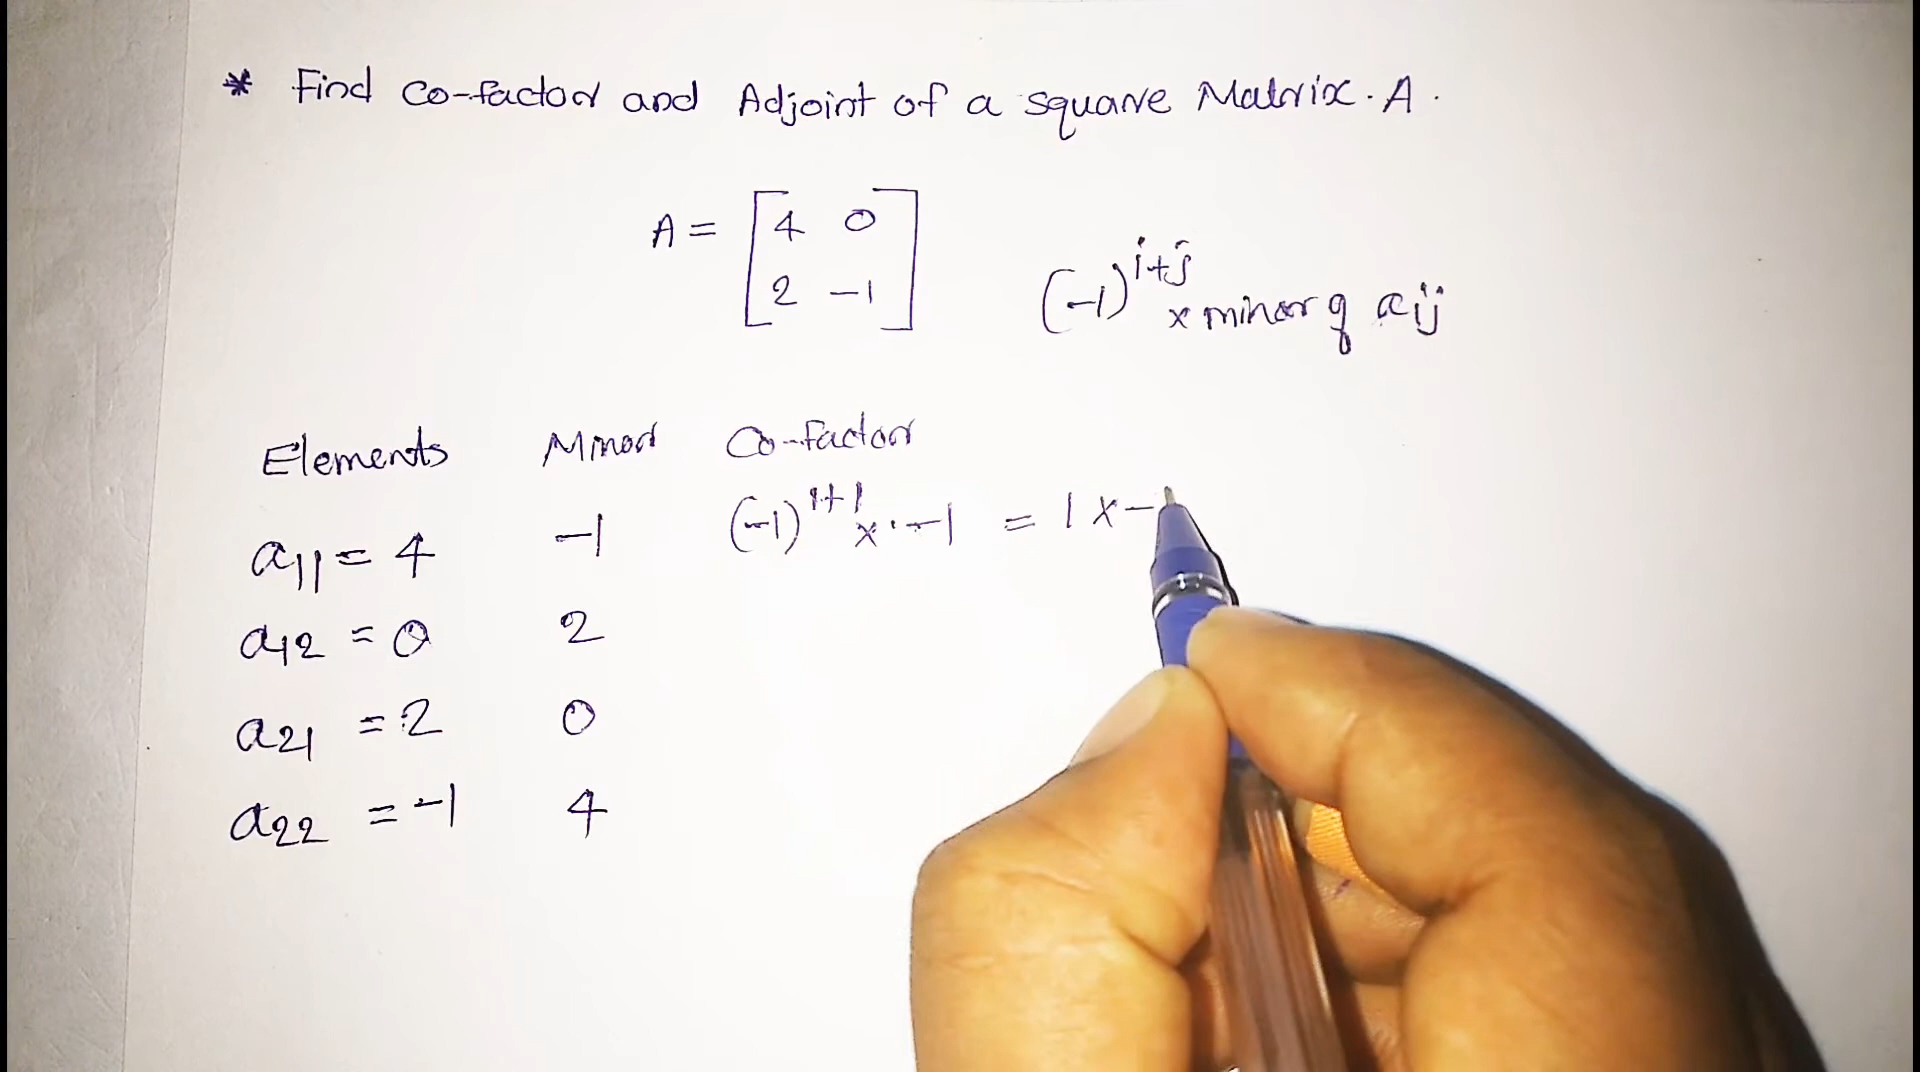 * Find Co-factor and Adjoint of a square Matrix. A.
A = [ 4 0
2 -1 ]
(-1)^{i+j} x minor of aij
Elements Minor Co-factor
a11 = 4 -1 (-1)^{1+1} x -1 = 1 x -
a12 = 0 2
a21 = 2 0
a22 = -1 4